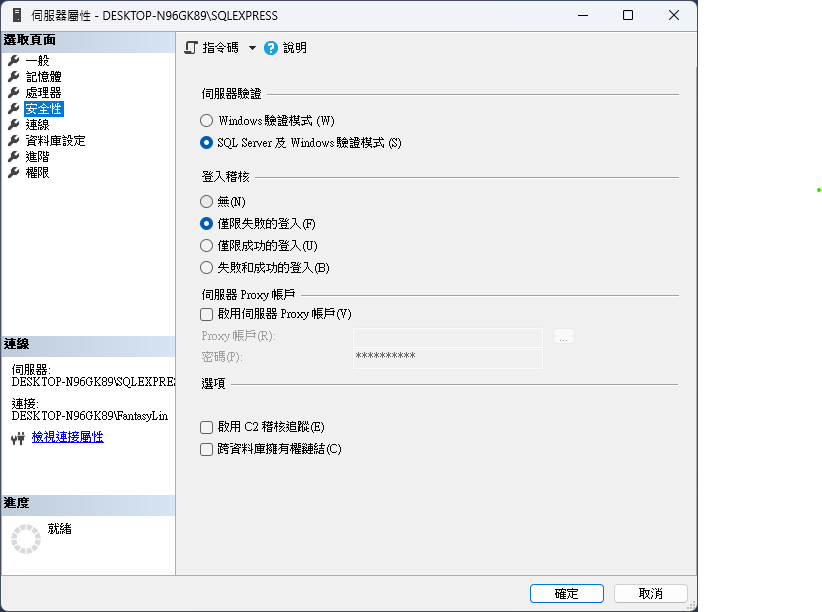 伺服器屬性 - DESKTOP-N96GK89\SQLEXPRESS
選取頁面
一般
記憶體
處理器
安全性
連線
資料庫設定
進階
權限
連線
伺服器:
DESKTOP-N96GK89\SQLEXPRE
連接:
DESKTOP-N96GK89\FantasyLin
檢視連接屬性
進度
就緒
指令碼 ? 說明
伺服器驗證
Windows 驗證模式 (W)
SQL Server 及 Windows 驗證模式 (S)
登入稽核
無(N)
僅限失敗的登入(F)
僅限成功的登入(U)
失敗和成功的登入(B)
伺服器 Proxy 帳戶
啟用伺服器 Proxy 帳戶(V)
Proxy 帳戶(R): ...
密碼(P): **********
選項
啟用 C2 稽核追蹤(E)
跨資料庫擁有權鏈結(C)
確定 取消